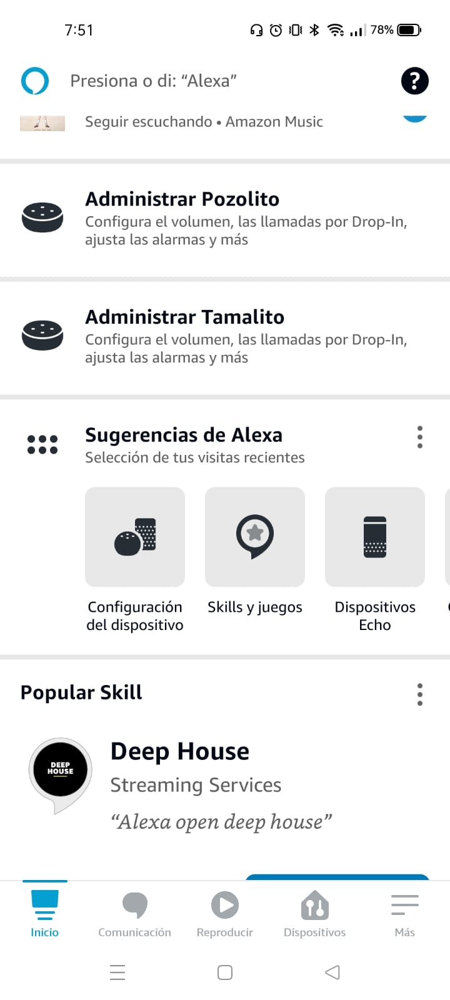 7:51
78%
Presiona o di: “Alexa”
Seguir escuchando • Amazon Music
Administrar Pozolito
Configura el volumen, las llamadas por Drop-In,
ajusta las alarmas y más
Administrar Tamalito
Configura el volumen, las llamadas por Drop-In,
ajusta las alarmas y más
Sugerencias de Alexa
Selección de tus visitas recientes
Configuración
del dispositivo
Skills y juegos
Dispositivos
Echo
Popular Skill
DEEP
HOUSE
Deep House
Streaming Services
“Alexa open deep house”
Inicio
Comunicación
Reproducir
Dispositivos
Más